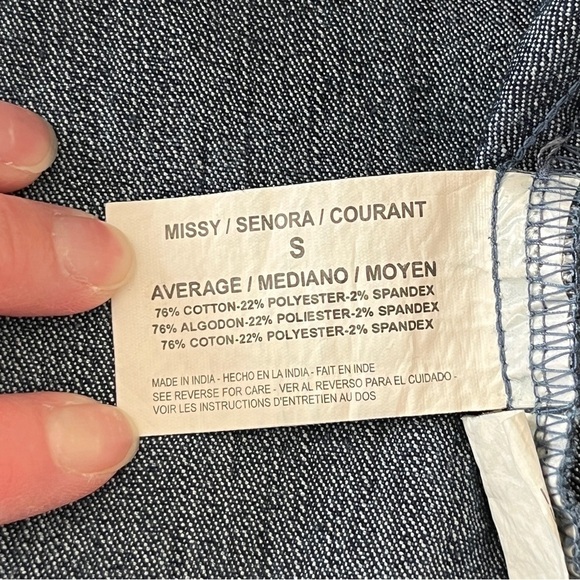 MISSY / SENORA / COURANT
S
AVERAGE / MEDIANO / MOYEN
76% COTTON-22% POLYESTER-2% SPANDEX
76% ALGODON-22% POLIESTER-2% SPANDEX
76% COTON-22% POLYESTER-2% SPANDEX
MADE IN INDIA - HECHO EN LA INDIA - FAIT EN INDE
SEE REVERSE FOR CARE - VER AL REVERSO PARA EL CUIDADO -
VOIR LES INSTRUCTIONS D'ENTRETIEN AU DOS